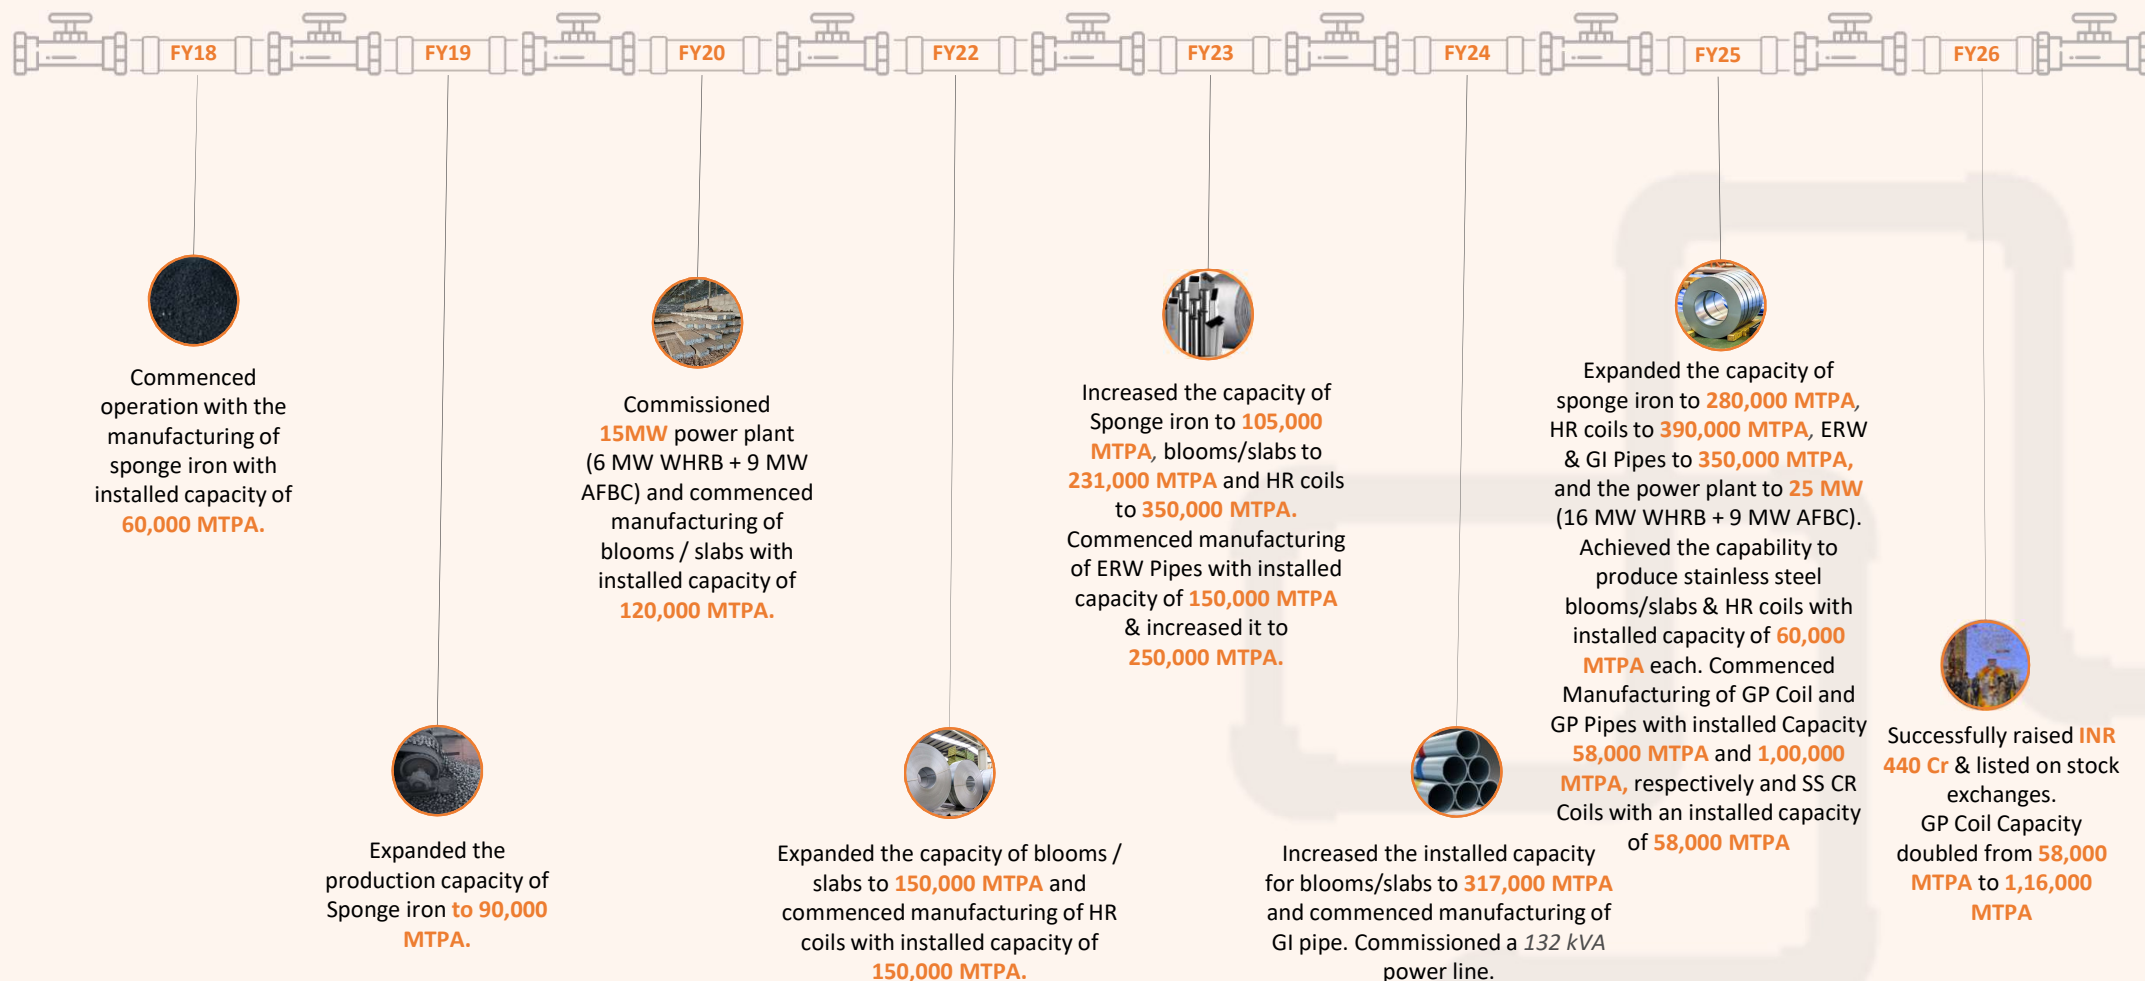 FY18
FY19
FY20
FY22
FY23
FY24
FY25
FY26
Commenced
operation with the
manufacturing of
sponge iron with
installed capacity of
60,000 MTPA.
Expanded the
production capacity of
Sponge iron to 90,000
MTPA.
Commissioned
15MW power plant
(6 MW WHRB + 9 MW
AFBC) and commenced
manufacturing of
blooms / slabs with
installed capacity of
120,000 MTPA.
Expanded the capacity of blooms /
slabs to 150,000 MTPA and
commenced manufacturing of HR
coils with installed capacity of
150,000 MTPA.
Increased the capacity of
Sponge iron to 105,000
MTPA, blooms/slabs to
231,000 MTPA and HR coils
to 350,000 MTPA.
Commenced manufacturing
of ERW Pipes with installed
capacity of 150,000 MTPA
& increased it to
250,000 MTPA.
Increased the installed capacity
for blooms/slabs to 317,000 MTPA
and commenced manufacturing of
GI pipe. Commissioned a 132 kVA
power line.
Expanded the capacity of
sponge iron to 280,000 MTPA,
HR coils to 390,000 MTPA, ERW
& GI Pipes to 350,000 MTPA,
and the power plant to 25 MW
(16 MW WHRB + 9 MW AFBC).
Achieved the capability to
produce stainless steel
blooms/slabs & HR coils with
installed capacity of 60,000
MTPA each. Commenced
Manufacturing of GP Coil and
GP Pipes with installed Capacity
58,000 MTPA and 1,00,000
MTPA, respectively and SS CR
Coils with an installed capacity
of 58,000 MTPA
Successfully raised INR
440 Cr & listed on stock
exchanges.
GP Coil Capacity
doubled from 58,000
MTPA to 1,16,000
MTPA